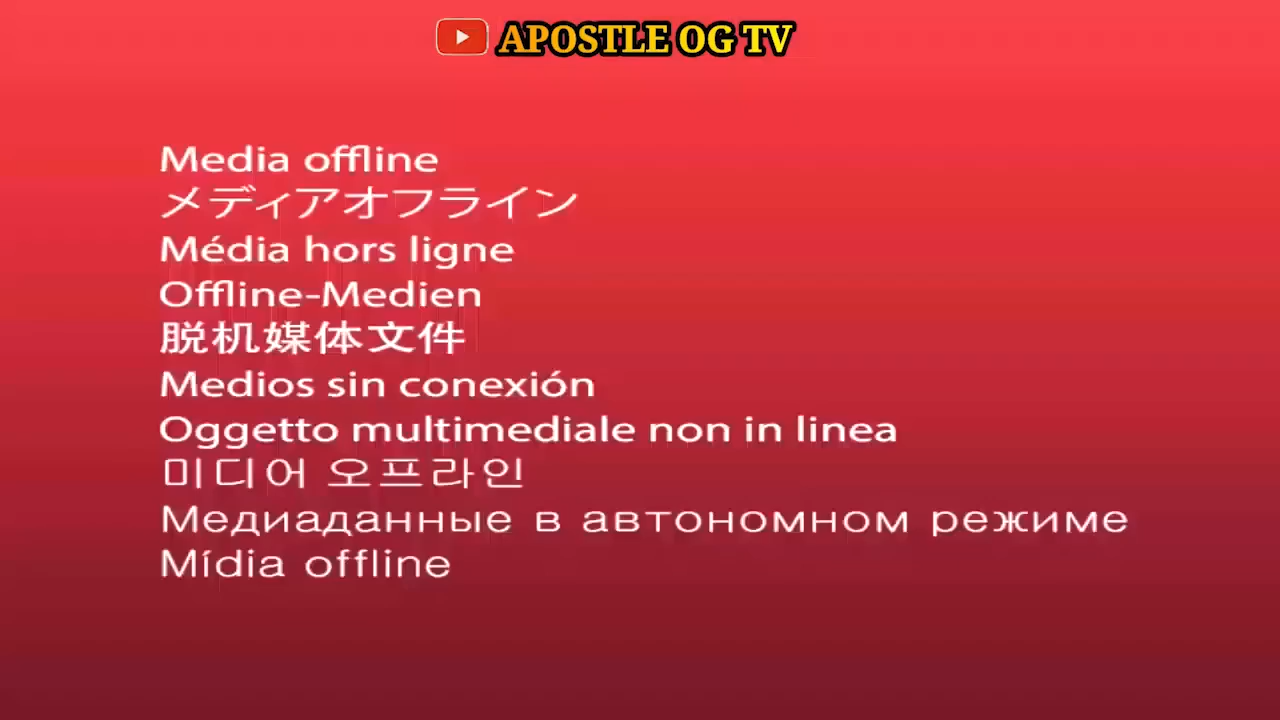 APOSTLE OG TV
Media offline
メディアオフライン
Média hors ligne
Offline-Medien
脱机媒体文件
Medios sin conexión
Oggetto multimediale non in linea
미디어 오프라인
Медиаданные в автономном режиме
Mídia offline